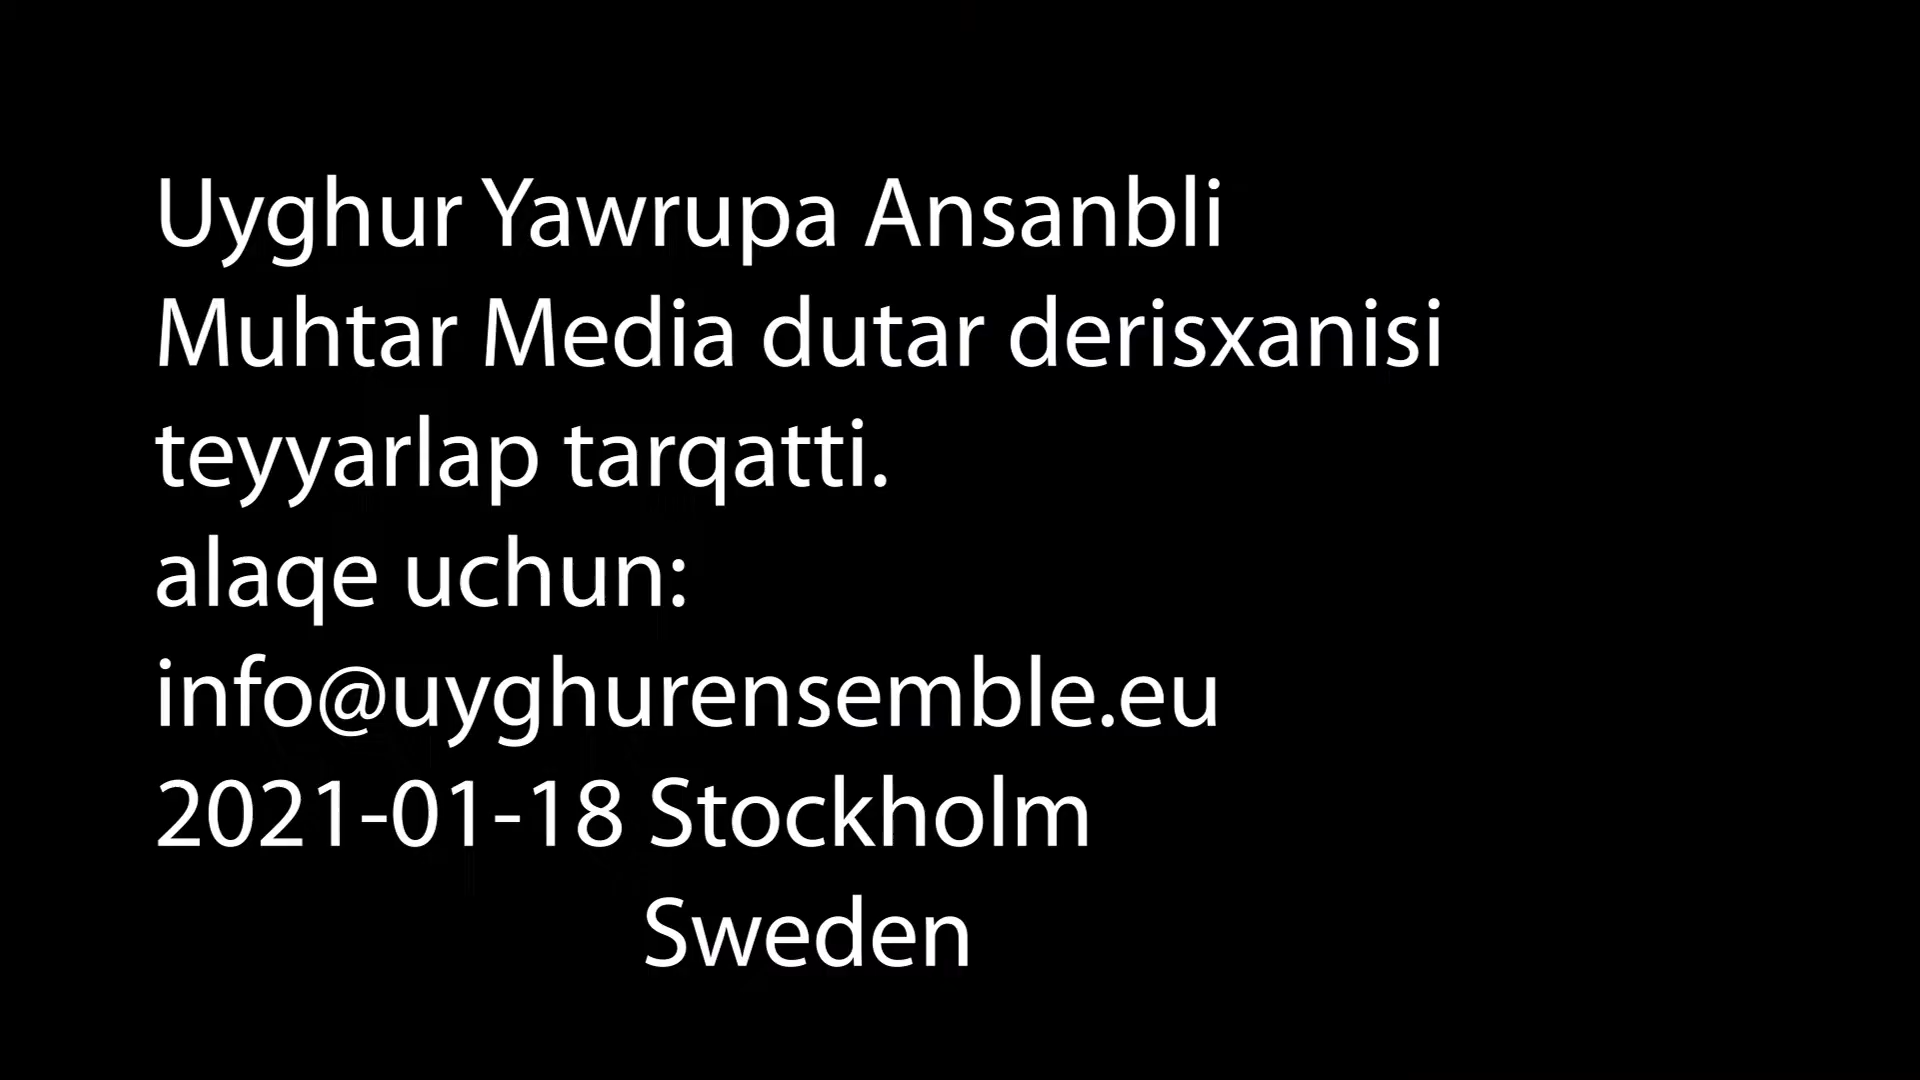 Uyghur Yawrupa Ansanbli
Muhtar Media dutar derisxanisi
teyyarlap tarqatti.
alaqe uchun:
info@uyghurensemble.eu
2021-01-18 Stockholm
Sweden